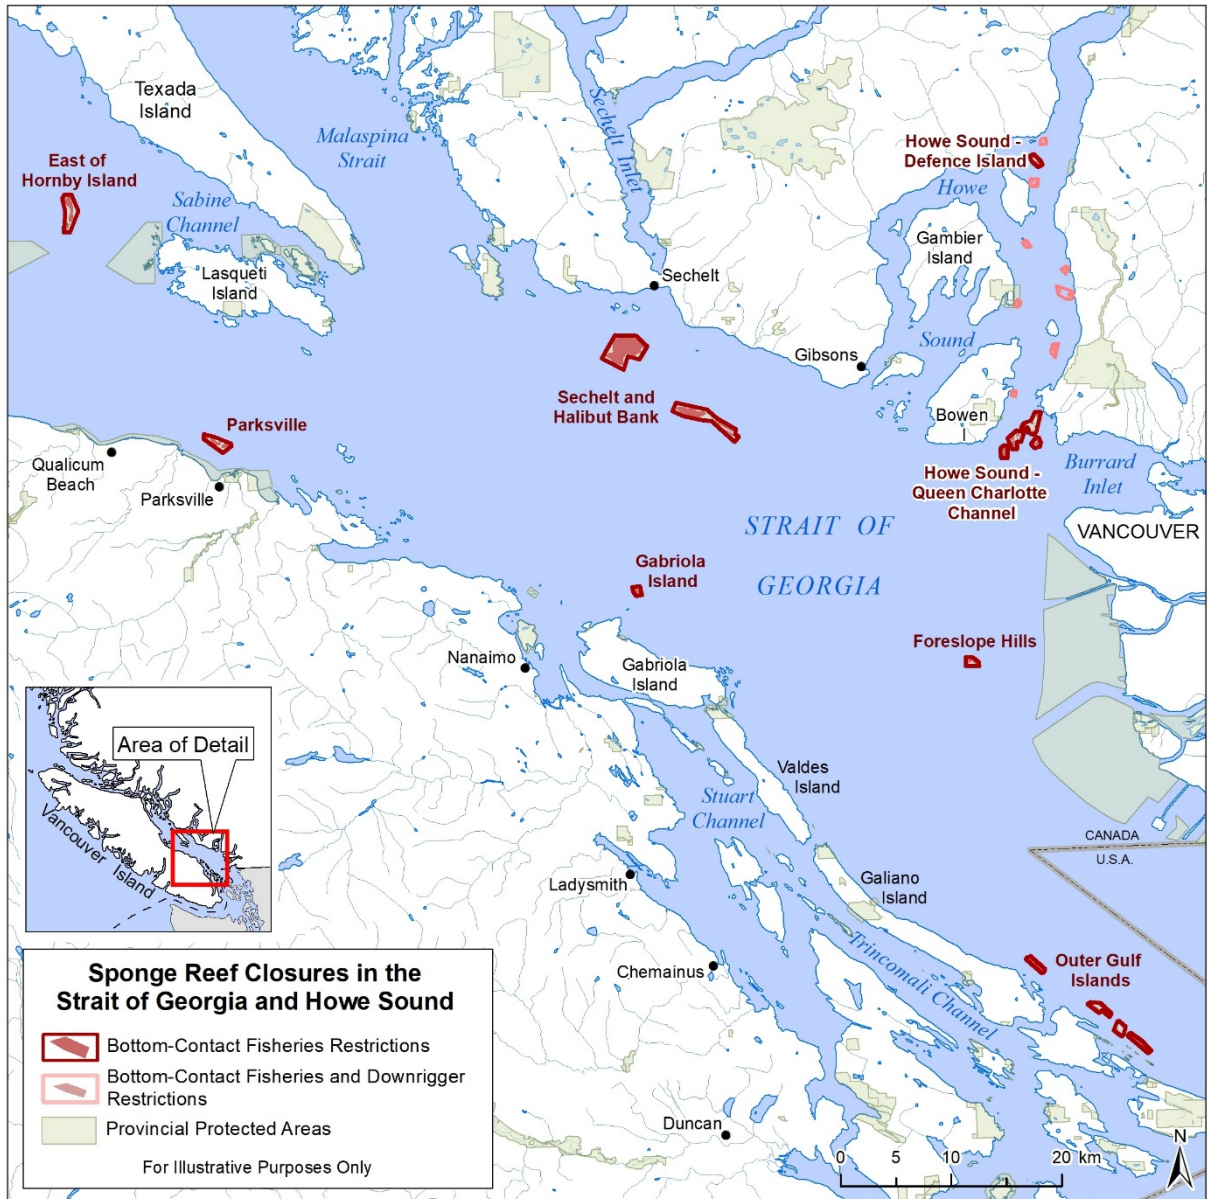 Texada
Island
Malaspina
Strait
Sechelt Inlet
East of
Hornby Island
Sabine
Channel
Lasqueti
Island
Howe Sound -
Defence Island
Howe
Gambier
Island
Sechelt
Sound
Gibsons
Sechelt and
Halibut Bank
Bowen
I
Parksville
Qualicum
Beach
Parksville
Howe Sound -
Queen Charlotte
Channel
Burrard
Inlet
VANCOUVER
STRAIT OF
GEORGIA
Gabriola
Island
Foreslope Hills
Nanaimo
Gabriola
Island
Area of Detail
Vancouver Island
Valdes
Island
Stuart
Channel
CANADA
U.S.A.
Ladysmith
Galiano
Island
Trincomali Channel
Chemainus
Outer Gulf
Islands
Duncan
Sponge Reef Closures in the
Strait of Georgia and Howe Sound
Bottom-Contact Fisheries Restrictions
Bottom-Contact Fisheries and Downrigger
Restrictions
Provincial Protected Areas
For Illustrative Purposes Only
N
0 5 10 20 km